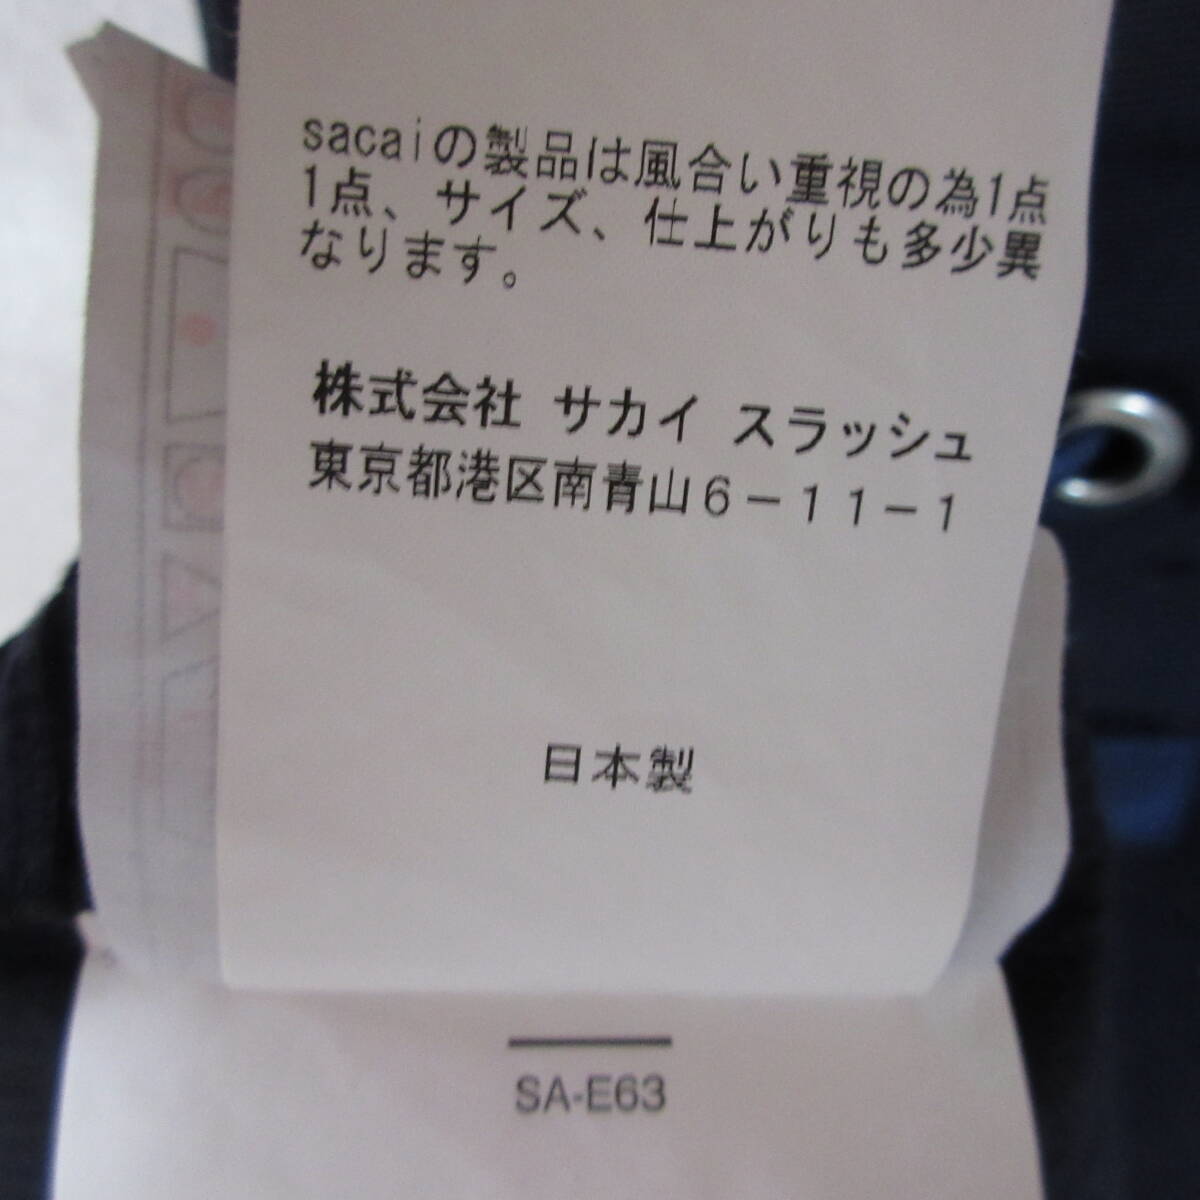 sacaiの製品は風合い重視の為1点
1点、サイズ、仕上がりも多少異
なります。
株式会社 サカイ スラッシュ
東京都港区南青山6-11-1
日本製
SA-E63